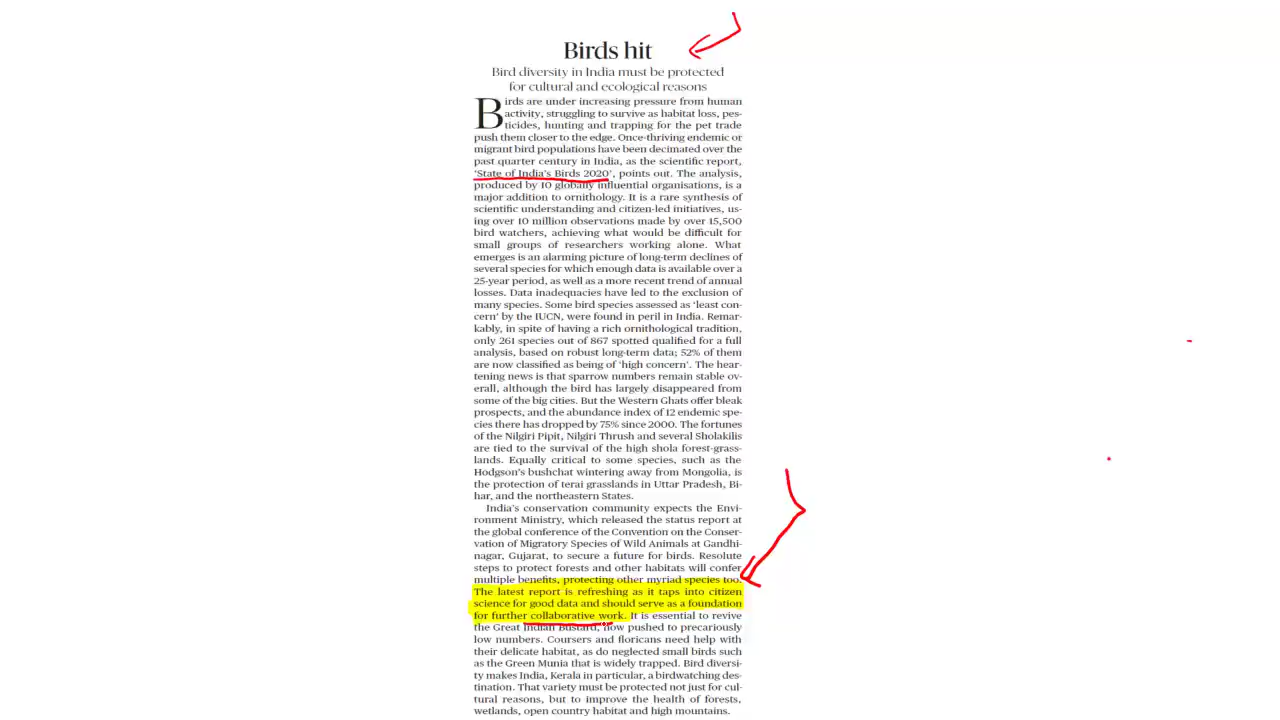 Birds hit
Bird diversity in India must be protected
for cultural and ecological reasons
Birds are under increasing pressure from human
activity, struggling to survive as habitat loss, pes-
ticides, hunting and trapping for the pet trade
push them closer to the edge. Once-thriving endemic or
migrant bird populations have been decimated over the
past quarter century in India, as the scientific report,
‘State of India’s Birds 2020’, points out. The analysis,
produced by 10 globally influential organisations, is a
major addition to ornithology. It is a rare synthesis of
scientific understanding and citizen-led initiatives, us-
ing over 10 million observations made by over 15,500
bird watchers, achieving what would be difficult for
small groups of researchers working alone. What
emerges is an alarming picture of long-term declines of
several species for which enough data is available over a
25-year period, as well as a more recent trend of annual
losses. Data inadequacies have led to the exclusion of
many species. Some bird species assessed as ‘least con-
cern’ by the IUCN, were found in peril in India. Remar-
kably, in spite of having a rich ornithological tradition,
only 261 species out of 867 spotted qualified for a full
analysis, based on robust long-term data; 52% of them
are now classified as being of ‘high concern’. The hear-
tening news is that sparrow numbers remain stable ov-
erall, although the bird has largely disappeared from
some of the big cities. But the Western Ghats offer bleak
prospects, and the abundance index of 12 endemic spe-
cies there has dropped by 75% since 2000. The fortunes
of the Nilgiri Pipit, Nilgiri Thrush and several Sholakilis
are tied to the survival of the high shola forest-grass-
lands. Equally critical to some species, such as the
Hodgson’s bushchat wintering away from Mongolia, is
the protection of terai grasslands in Uttar Pradesh, Bi-
har, and the northeastern States.
India’s conservation community expects the Envi-
ronment Ministry, which released the status report at
the global conference of the Convention on the Conser-
vation of Migratory Species of Wild Animals at Gandhi-
nagar, Gujarat, to secure a future for birds. Resolute
steps to protect forests and other habitats will confer
multiple benefits, protecting other myriad species too.
The latest report is refreshing as it taps into citizen
science for good data and should serve as a foundation
for further collaborative work. It is essential to revive
the Great Indian Bustard, now pushed to precariously
low numbers. Coursers and floricans need help with
their delicate habitat, as do neglected small birds such
as the Green Munia that is widely trapped. Bird diversi-
ty makes India, Kerala in particular, a birdwatching des-
tination. That variety must be protected not just for cul-
tural reasons, but to improve the health of forests,
wetlands, open country habitat and high mountains.